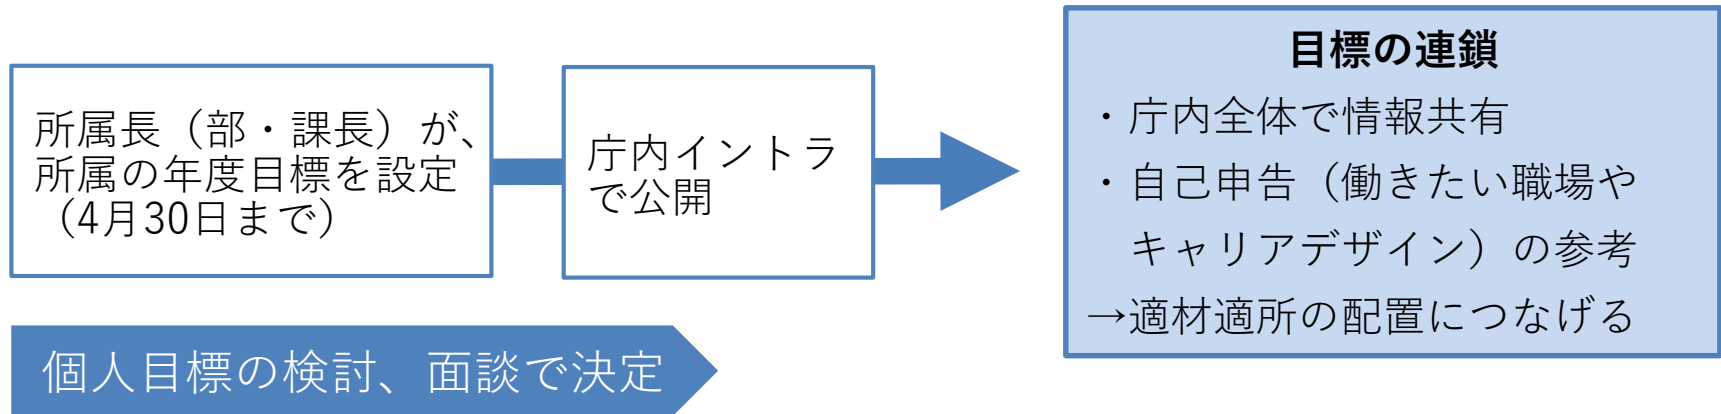 所属長（部・課長）が、
所属の年度目標を設定
（4月30日まで）
庁内イントラ
で公開
目標の連鎖
・庁内全体で情報共有
・自己申告（働きたい職場や
キャリアデザイン）の参考
→適材適所の配置につなげる
個人目標の検討、面談で決定